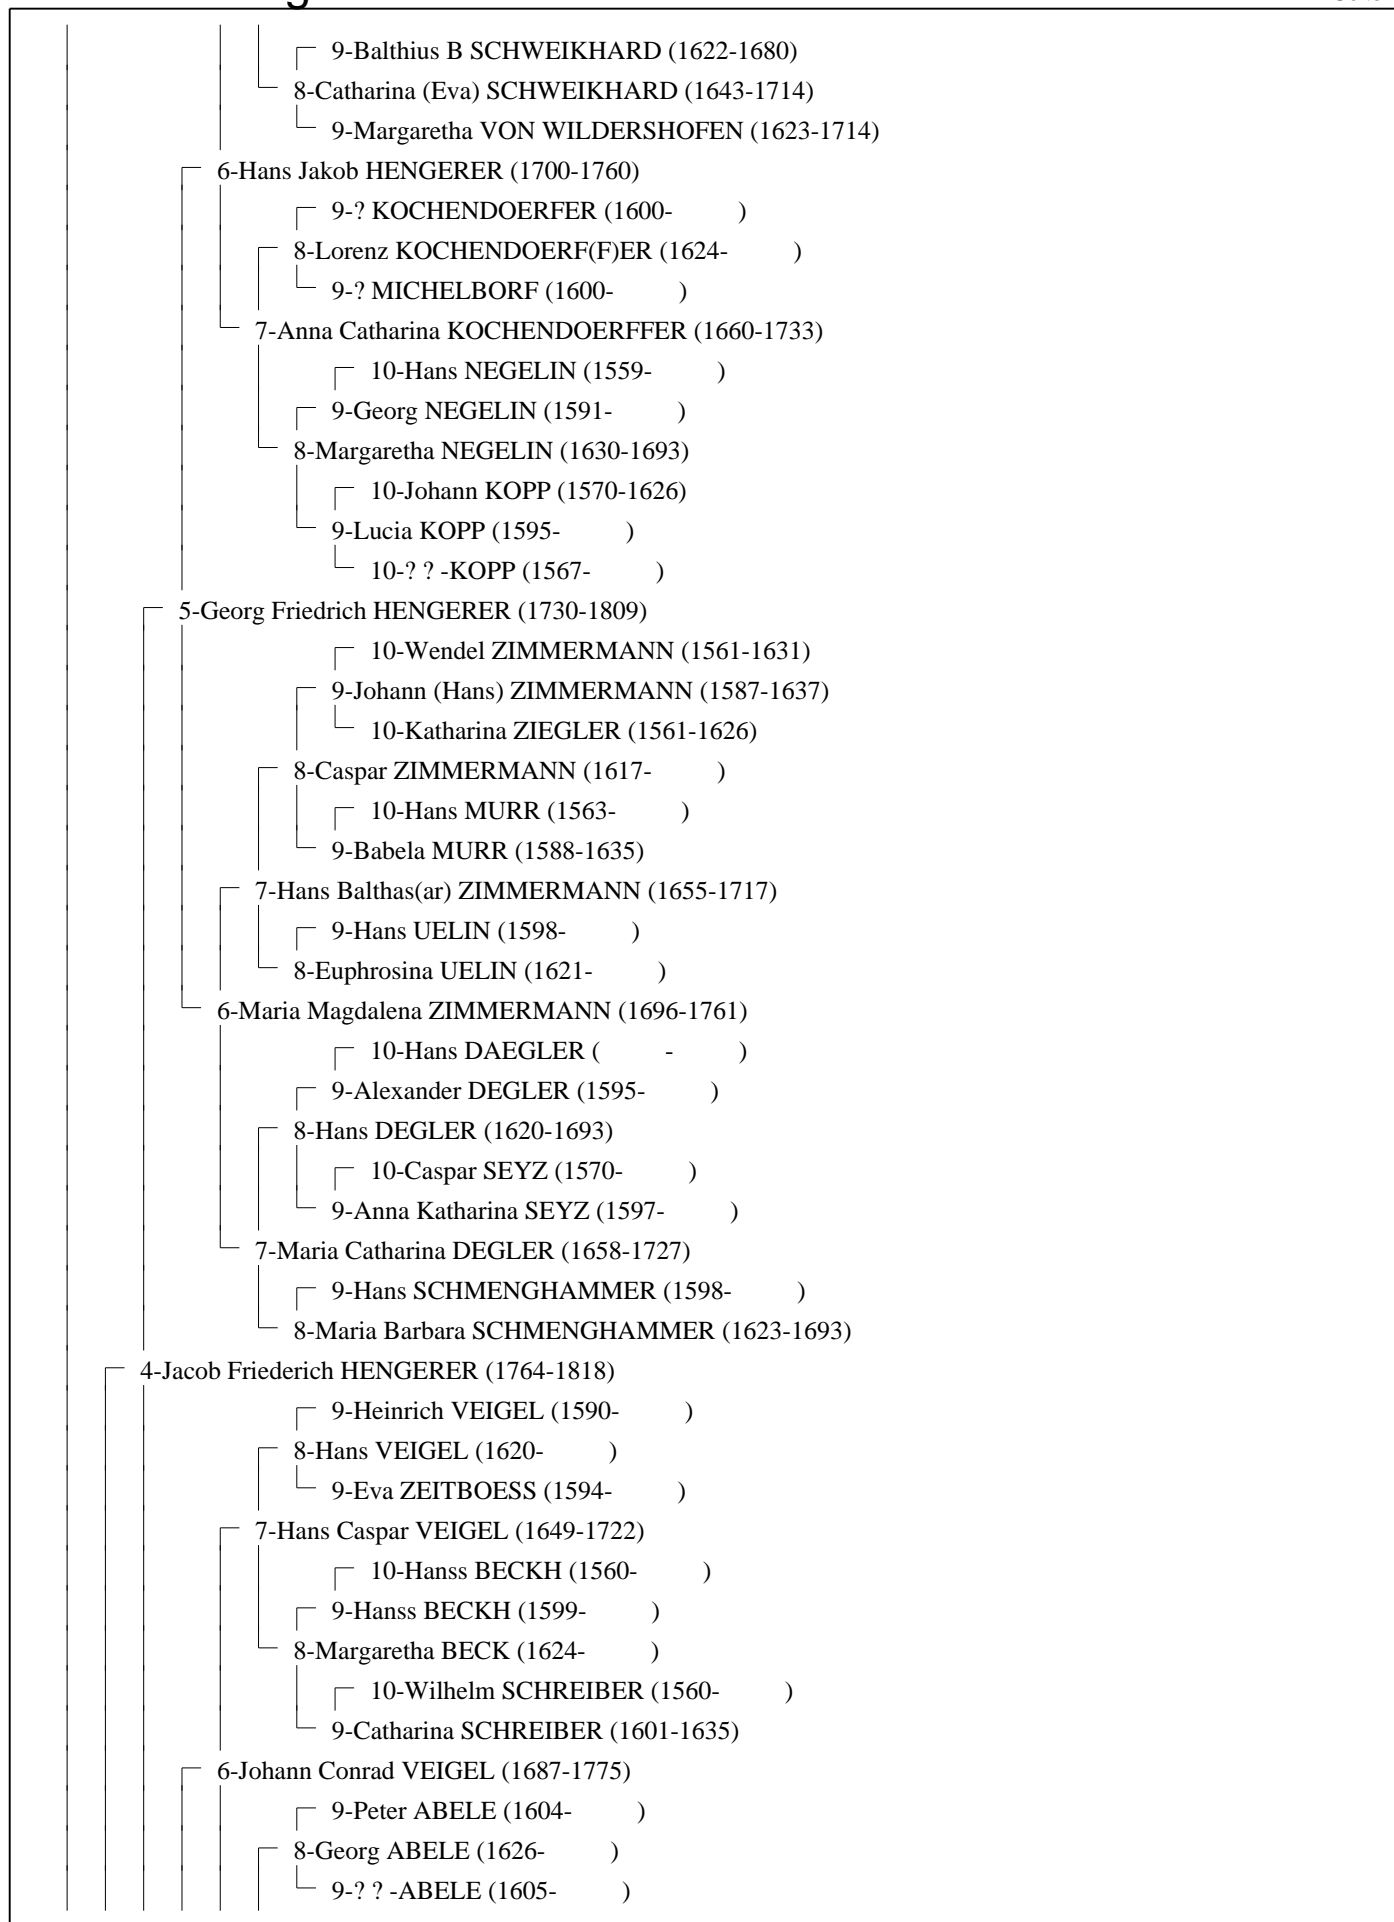 9-Balthius B SCHWEIKHARD (1622-1680)
8-Catharina (Eva) SCHWEIKHARD (1643-1714)
9-Margaretha VON WILDERSHOFEN (1623-1714)
6-Hans Jakob HENGERER (1700-1760)
9-? KOCHENDOERFER (1600- )
8-Lorenz KOCHENDOERF(F)ER (1624- )
9-? MICHELBORF (1600- )
7-Anna Catharina KOCHENDOERFFER (1660-1733)
10-Hans NEGELIN (1559- )
9-Georg NEGELIN (1591- )
8-Margaretha NEGELIN (1630-1693)
10-Johann KOPP (1570-1626)
9-Lucia KOPP (1595- )
10-? ? -KOPP (1567- )
5-Georg Friedrich HENGERER (1730-1809)
10-Wendel ZIMMERMANN (1561-1631)
9-Johann (Hans) ZIMMERMANN (1587-1637)
10-Katharina ZIEGLER (1561-1626)
8-Caspar ZIMMERMANN (1617- )
10-Hans MURR (1563- )
9-Babela MURR (1588-1635)
7-Hans Balthas(ar) ZIMMERMANN (1655-1717)
9-Hans UELIN (1598- )
8-Euphrosina UELIN (1621- )
6-Maria Magdalena ZIMMERMANN (1696-1761)
10-Hans DAEGLER ( - )
9-Alexander DEGLER (1595- )
8-Hans DEGLER (1620-1693)
10-Caspar SEYZ (1570- )
9-Anna Katharina SEYZ (1597- )
7-Maria Catharina DEGLER (1658-1727)
9-Hans SCHMENGHAMMER (1598- )
8-Maria Barbara SCHMENGHAMMER (1623-1693)
4-Jacob Friederich HENGERER (1764-1818)
9-Heinrich VEIGEL (1590- )
8-Hans VEIGEL (1620- )
9-Eva ZEITBOESS (1594- )
7-Hans Caspar VEIGEL (1649-1722)
10-Hanss BECKH (1560- )
9-Hanss BECKH (1599- )
8-Margaretha BECK (1624- )
10-Wilhelm SCHREIBER (1560- )
9-Catharina SCHREIBER (1601-1635)
6-Johann Conrad VEIGEL (1687-1775)
9-Peter ABELE (1604- )
8-Georg ABELE (1626- )
9-? ? -ABELE (1605- )